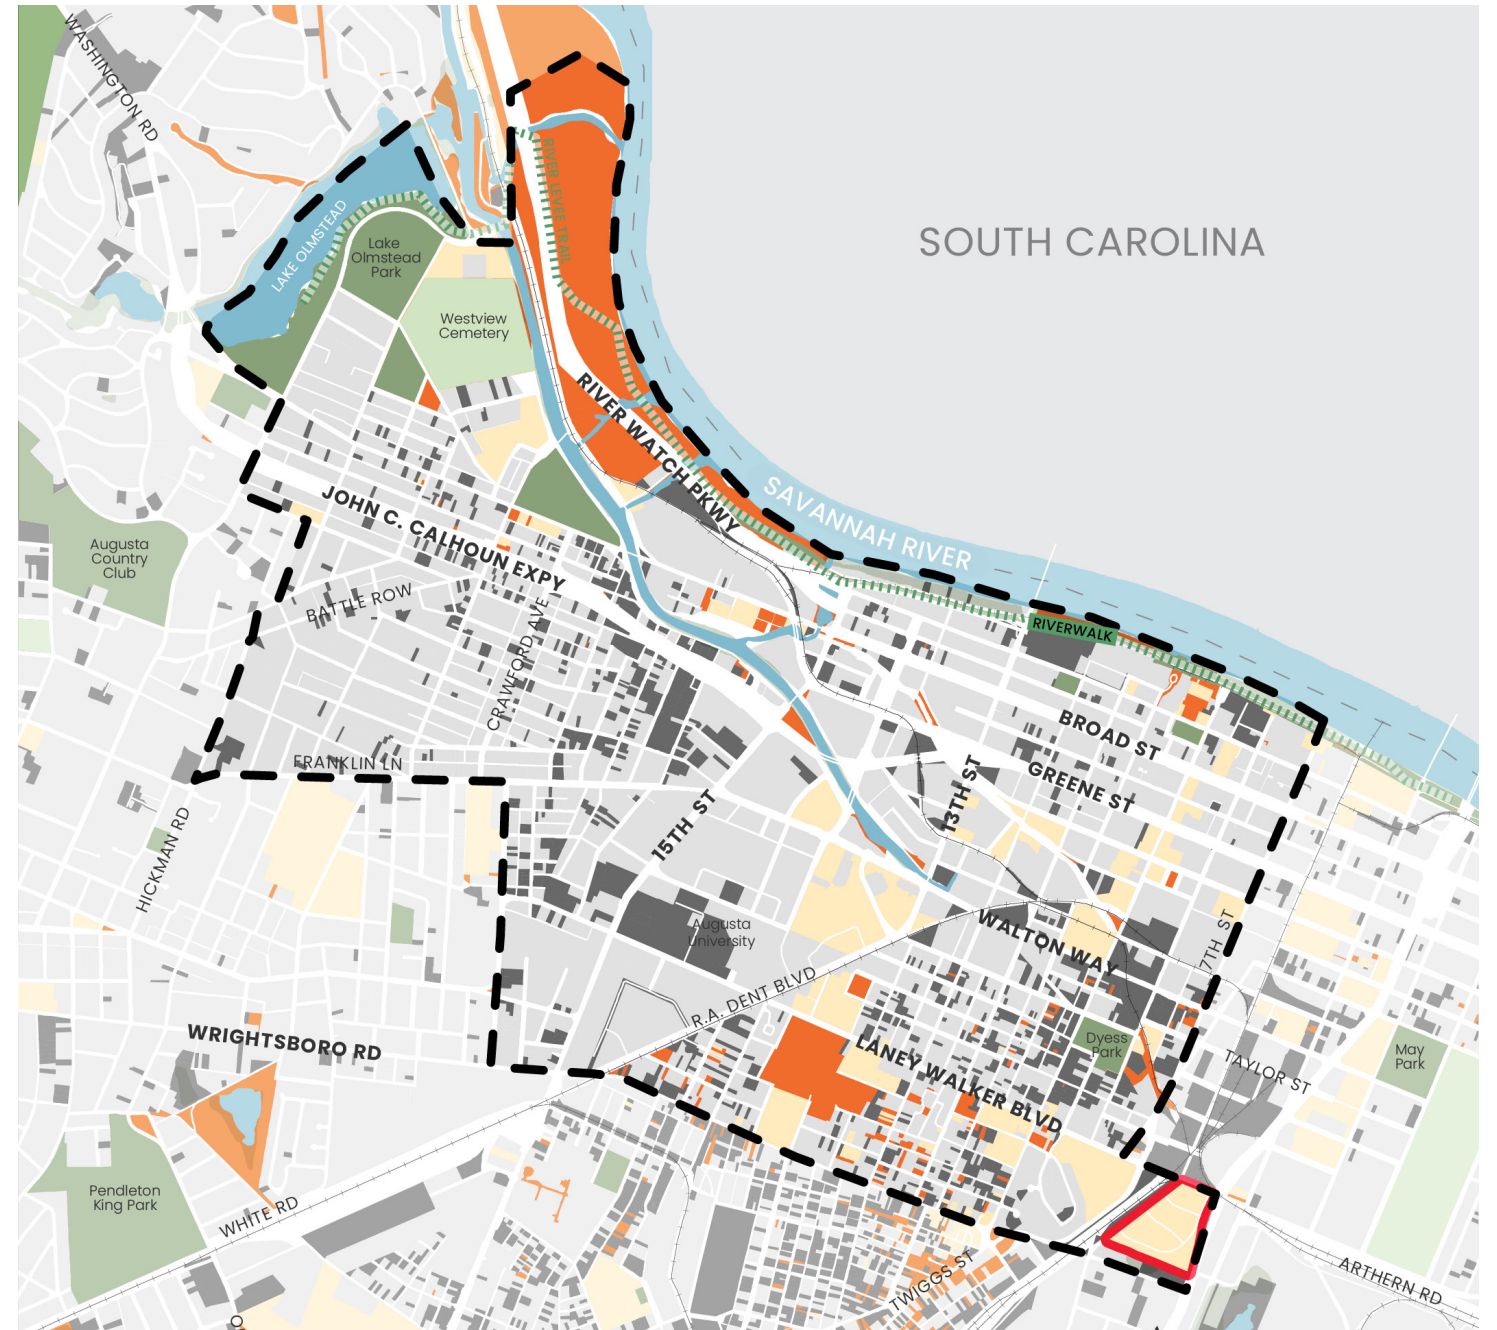 WASHINGTON RD
RIVER LEVEE TRAIL
LAKE OLMSTEAD
Lake
Olmstead
Park
SOUTH CAROLINA
Westview
Cemetery
RIVER WATCH PKWY
SAVANNAH RIVER
JOHN C. CALHOUN EXPY
Augusta
Country
Club
BATTLE ROW
CRAWFORD AVE
RIVERWALK
BROAD ST
GREENE ST
FRANKLIN LN
13TH ST
15TH ST
HICKMAN RD
Augusta
University
WALTON WAY
7TH ST
R.A. DENT BLVD
WRIGHTSBORO RD
LANEY WALKER BLVD
Dyess
Park
TAYLOR ST
May
Park
Pendleton
King Park
WHITE RD
TWIGGS ST
ARTHERN RD
O